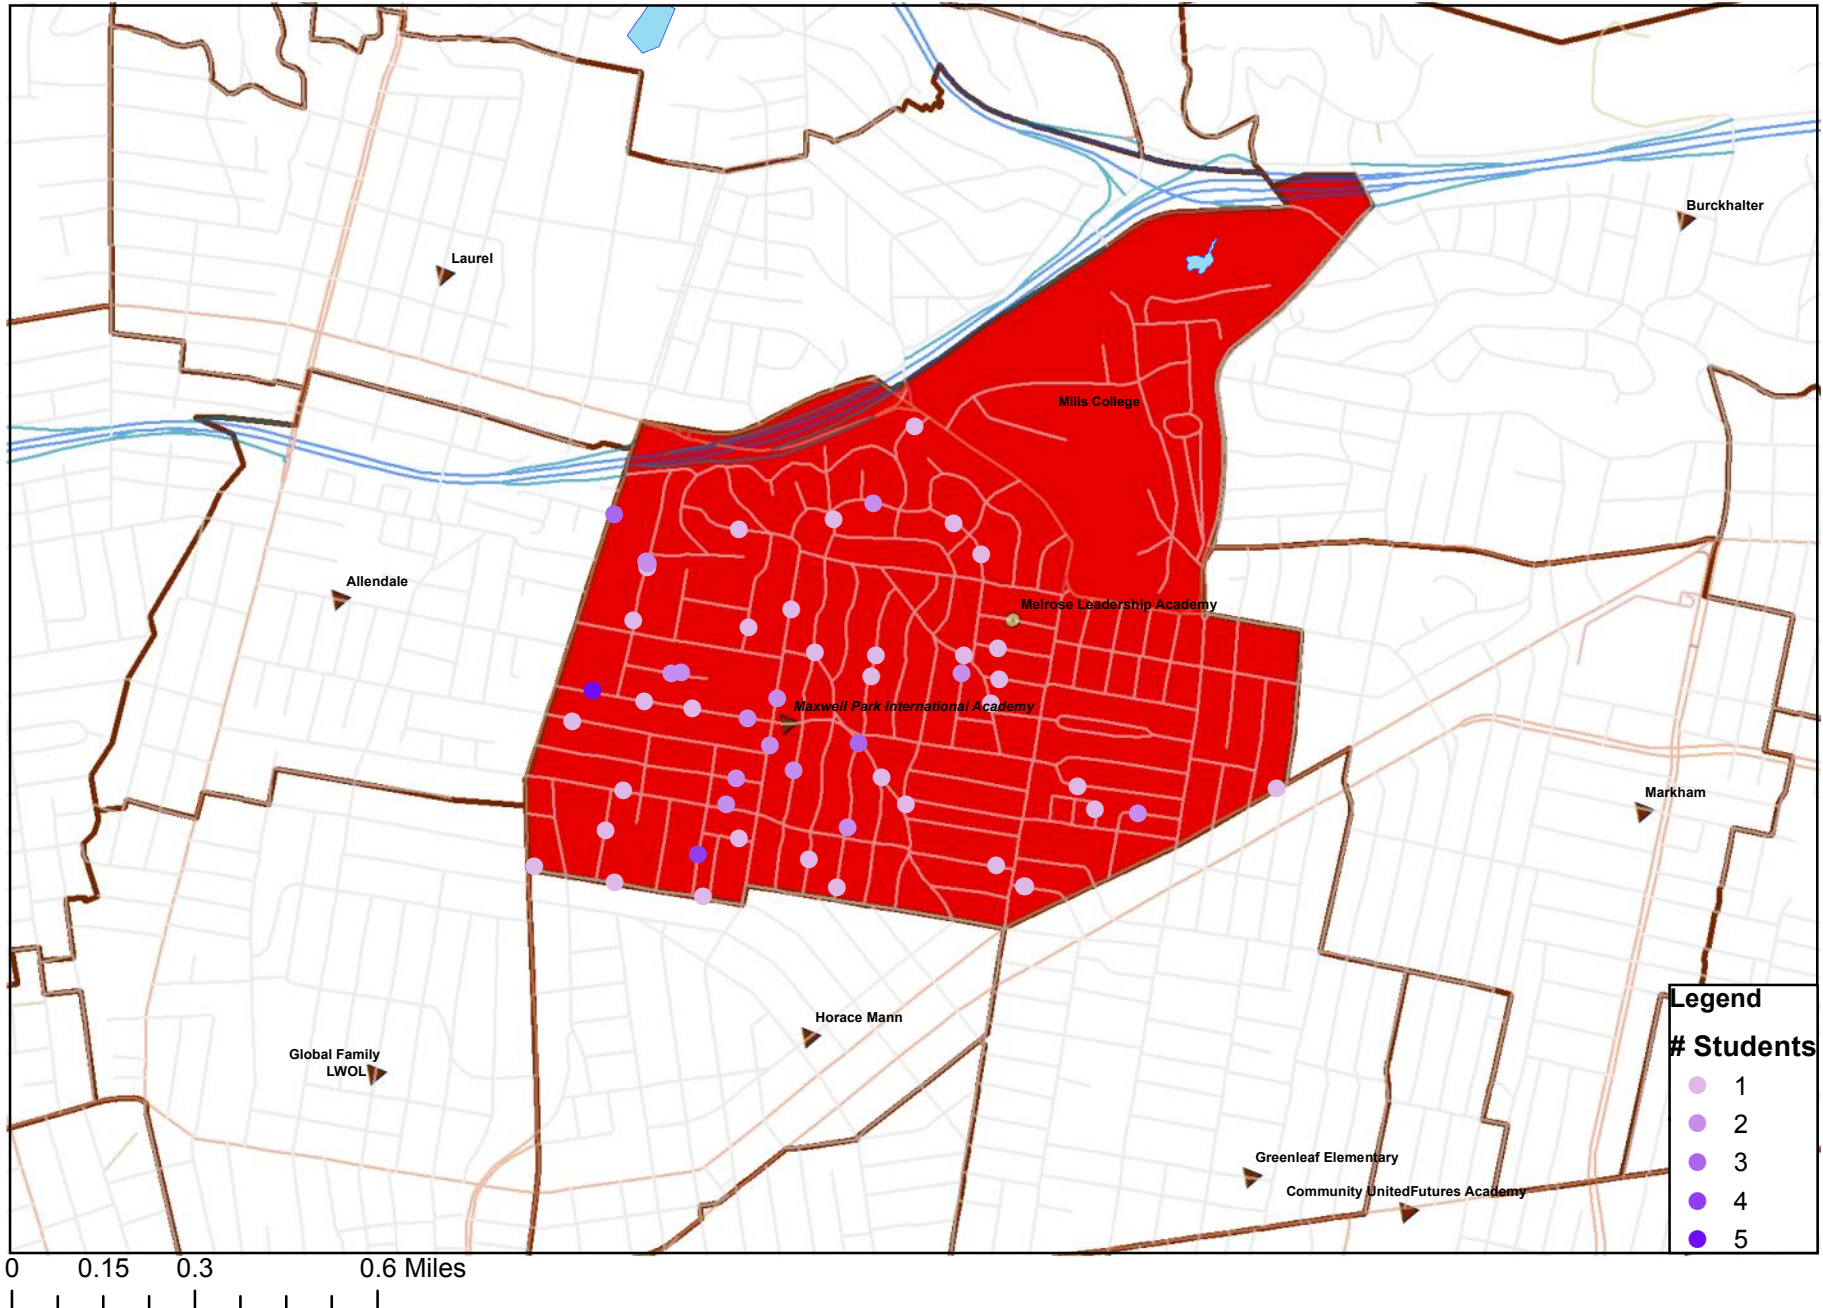 Burckhalter
Laurel
Mills College
Allendale
Melrose Leadership Academy
Maxwell Park International Academy
Markham
Horace Mann
Global Family
LWOL
Greenleaf Elementary
Community UnitedFutures Academy
Legend
# Students
1
2
3
4
5
0 0.15 0.3 0.6 Miles